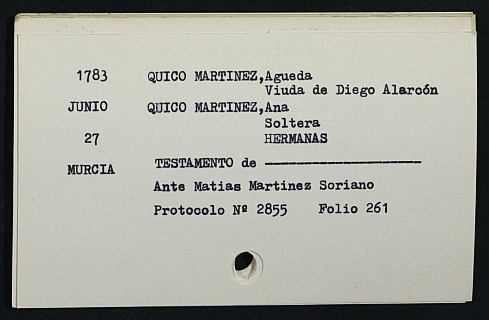 1783 QUICO MARTINEZ,Agueda
Viuda de Diego Alarcón
JUNIO QUICO MARTINEZ,Ana
Soltera
27 HERMANAS
MURCIA TESTAMENTO de ---------------------
Ante Matias Martinez Soriano
Protocolo Nº 2855 Folio 261